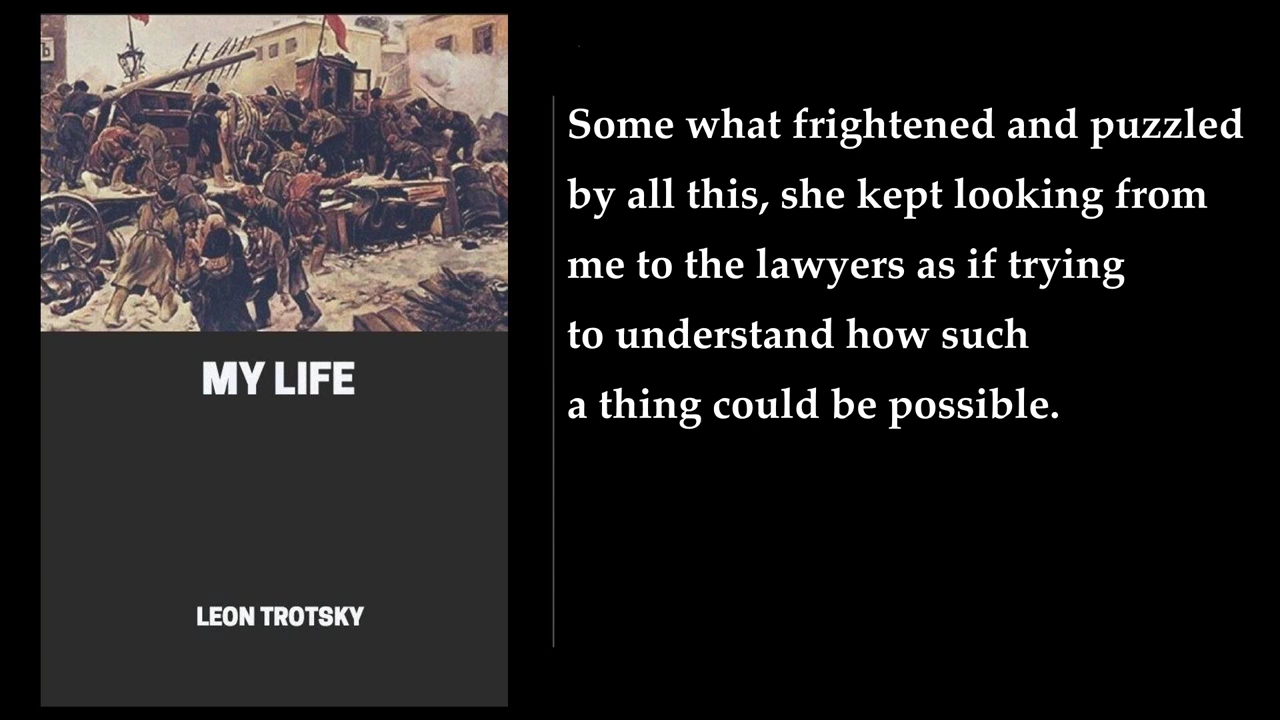 MY LIFE
LEON TROTSKY
Some what frightened and puzzled
by all this, she kept looking from
me to the lawyers as if trying
to understand how such
a thing could be possible.